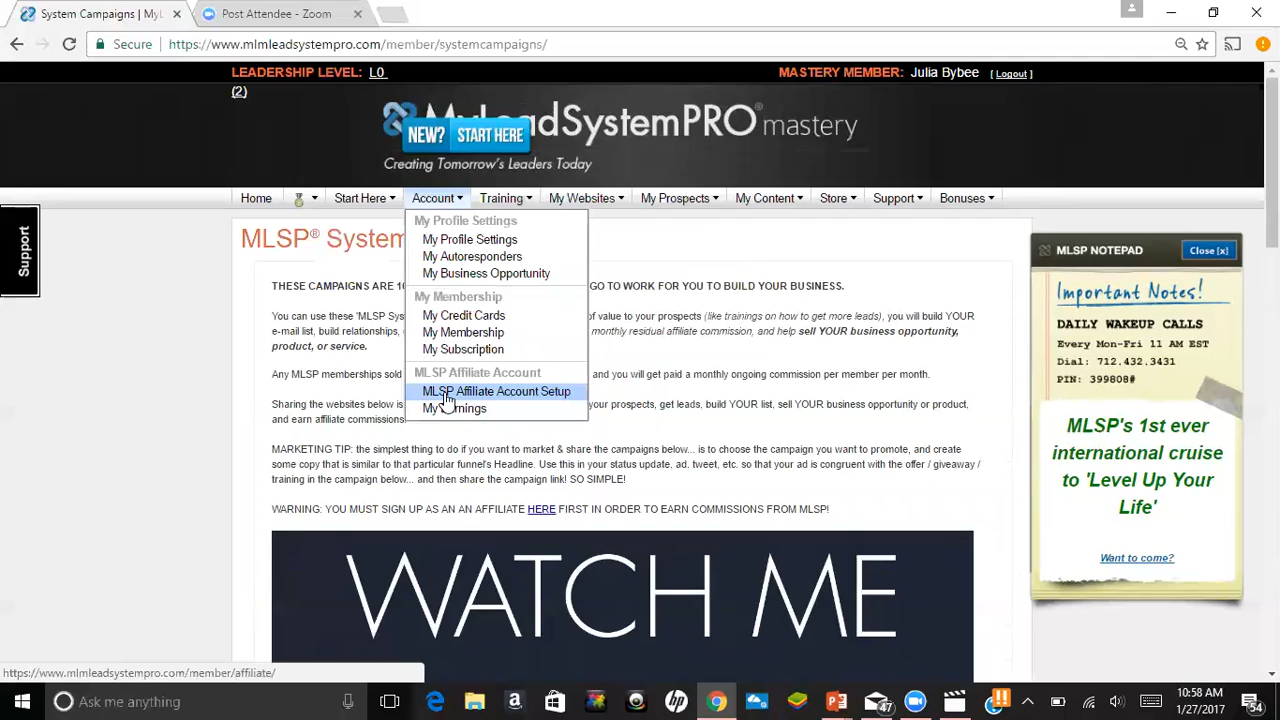 System Campaigns | MyL
Post Attendee - Zoom
Secure
https://www.mlmleadsystempro.com/member/systemcampaigns/
LEADERSHIP LEVEL: L0
(2)
MASTERY MEMBER: Julia Bybee [ Logout ]
MyLeadSystemPRO® mastery
NEW? START HERE
Creating Tomorrow's Leaders Today
Home Start Here Account Training My Websites My Prospects My Content Store Support Bonuses
Support
My Profile Settings
My Profile Settings
My Autoresponders
My Business Opportunity
My Membership
My Credit Cards
My Membership
My Subscription
MLSP Affiliate Account
MLSP Affiliate Account Setup
My Earnings
MLSP® System
THESE CAMPAIGNS ARE 10 GO TO WORK FOR YOU TO BUILD YOUR BUSINESS.
You can use these 'MLSP Sys of value to your prospects (like trainings on how to get more leads), you will build YOUR
e-mail list, build relationships, monthly residual affiliate commission, and help sell YOUR business opportunity,
product, or service.
Any MLSP memberships sold and you will get paid a monthly ongoing commission per member per month.
Sharing the websites below is your prospects, get leads, build YOUR list, sell YOUR business opportunity or product,
and earn affiliate commissions
MARKETING TIP: the simplest thing to do if you want to market & share the campaigns below... is to choose the campaign you want to promote, and create
some copy that is similar to that particular funnel's Headline. Use this in your status update, ad, tweet, etc. so that your ad is congruent with the offer / giveaway /
training in the campaign below... and then share the campaign link! SO SIMPLE!
WARNING: YOU MUST SIGN UP AS AN AN AFFILIATE HERE FIRST IN ORDER TO EARN COMMISSIONS FROM MLSP!
WATCH ME
MLSP NOTEPAD Close [x]
Important Notes!
DAILY WAKEUP CALLS
Every Mon-Fri 11 AM EST
Dial: 712.432.3431
PIN: 399808#
MLSP's 1st ever
international cruise
to 'Level Up Your
Life'
Want to come?
https://www.mlmleadsystempro.com/member/affiliate/
Ask me anything
47
10:58 AM
1/27/2017
54